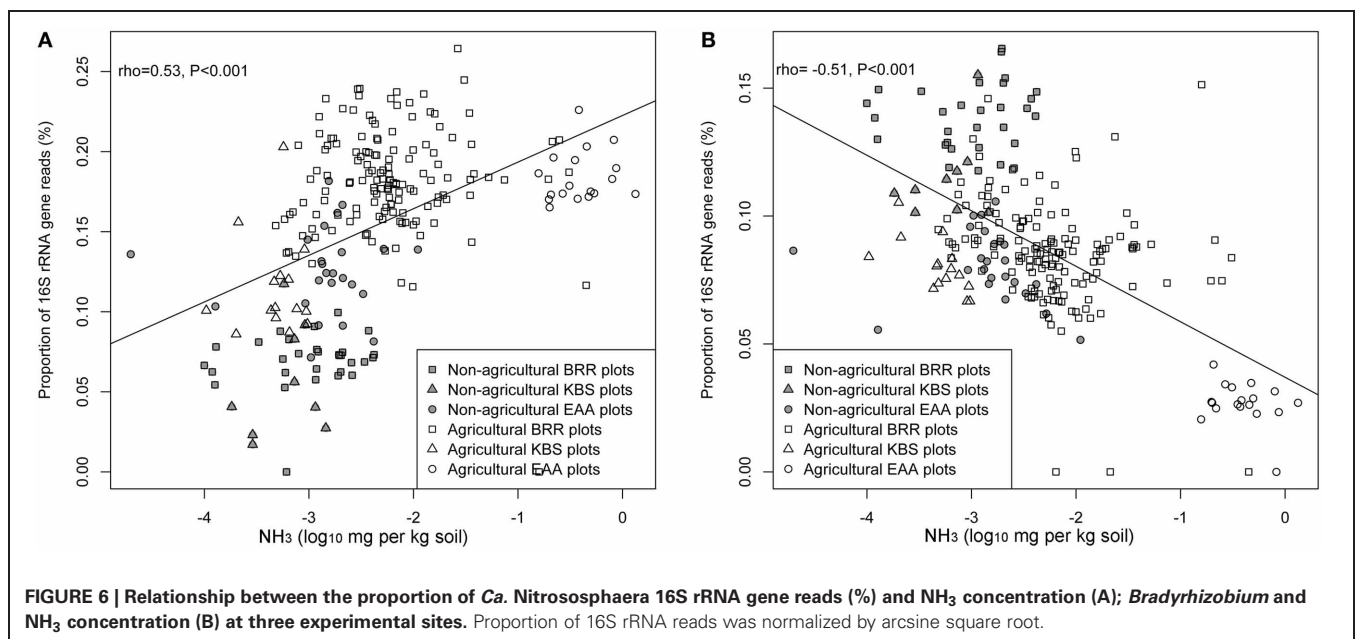 A
rho=0.53, P<0.001
Proportion of 16S rRNA gene reads (%)
0.25
0.20
0.15
0.10
0.05
0.00
Non-agricultural BRR plots
Non-agricultural KBS plots
Non-agricultural EAA plots
Agricultural BRR plots
Agricultural KBS plots
Agricultural EAA plots
-4 -3 -2 -1 0
NH3 (log10 mg per kg soil)
B
rho= -0.51, P<0.001
Proportion of 16S rRNA gene reads (%)
0.15
0.10
0.05
0.00
Non-agricultural BRR plots
Non-agricultural KBS plots
Non-agricultural EAA plots
Agricultural BRR plots
Agricultural KBS plots
Agricultural EAA plots
-4 -3 -2 -1 0
NH3 (log10 mg per kg soil)
FIGURE 6 | Relationship between the proportion of Ca. Nitrososphaera 16S rRNA gene reads (%) and NH3 concentration (A); Bradyrhizobium and
NH3 concentration (B) at three experimental sites. Proportion of 16S rRNA reads was normalized by arcsine square root.